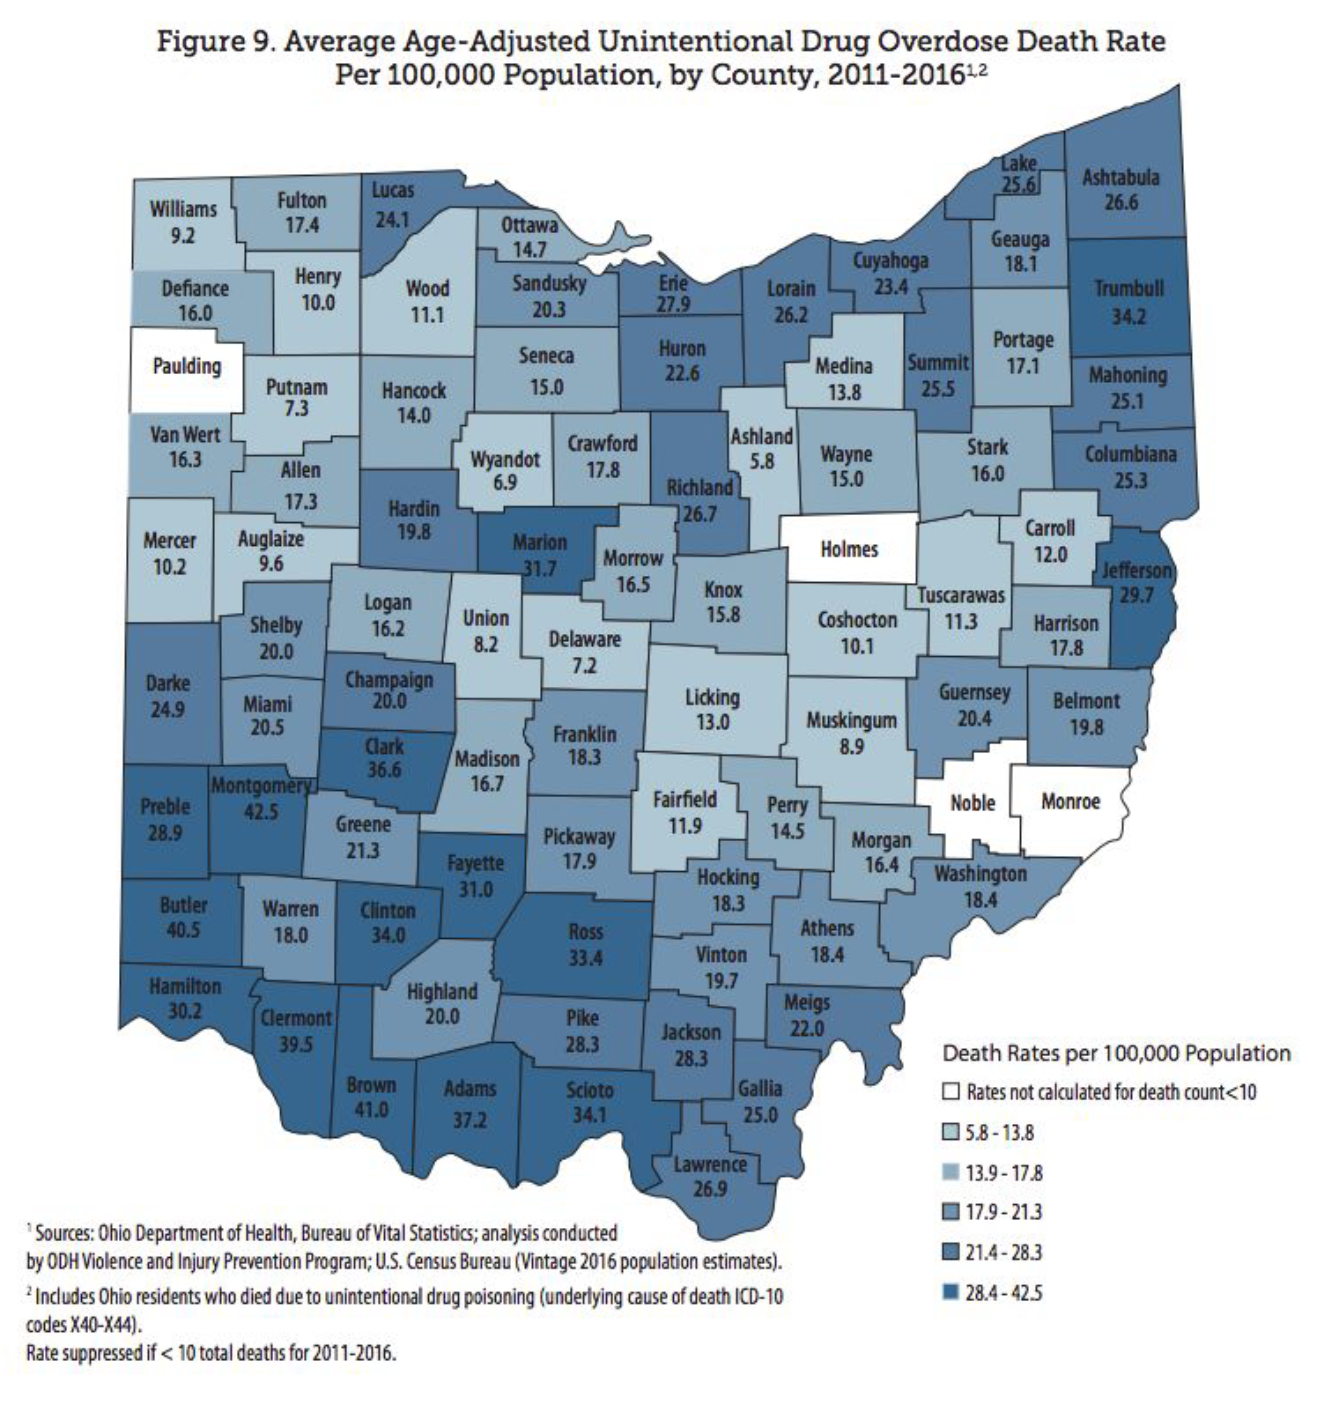 Figure 9. Average Age-Adjusted Unintentional Drug Overdose Death Rate
Per 100,000 Population, by County, 2011-2016¹,²
Williams
9.2
Fulton
17.4
Lucas
24.1
Ottawa
14.7
Lake
25.6
Ashtabula
26.6
Geauga
18.1
Cuyahoga
23.4
Defiance
16.0
Henry
10.0
Wood
11.1
Sandusky
20.3
Erie
27.9
Lorain
26.2
Trumbull
34.2
Paulding
Putnam
7.3
Hancock
14.0
Seneca
15.0
Huron
22.6
Medina
13.8
Summit
25.5
Portage
17.1
Mahoning
25.1
Van Wert
16.3
Allen
17.3
Wyandot
6.9
Crawford
17.8
Richland
26.7
Ashland
5.8
Wayne
15.0
Stark
16.0
Columbiana
25.3
Mercer
10.2
Auglaize
9.6
Hardin
19.8
Marion
31.7
Morrow
16.5
Holmes
Carroll
12.0
Jefferson
29.7
Shelby
20.0
Logan
16.2
Union
8.2
Delaware
7.2
Knox
15.8
Coshocton
10.1
Tuscarawas
11.3
Harrison
17.8
Darke
24.9
Miami
20.5
Champaign
20.0
Licking
13.0
Muskingum
8.9
Guernsey
20.4
Belmont
19.8
Clark
36.6
Madison
16.7
Franklin
18.3
Preble
28.9
Montgomery
42.5
Greene
21.3
Fayette
31.0
Pickaway
17.9
Fairfield
11.9
Perry
14.5
Morgan
16.4
Noble
Monroe
Washington
18.4
Butler
40.5
Warren
18.0
Clinton
34.0
Ross
33.4
Hocking
18.3
Athens
18.4
Vinton
19.7
Hamilton
30.2
Clermont
39.5
Highland
20.0
Pike
28.3
Jackson
28.3
Meigs
22.0
Brown
41.0
Adams
37.2
Scioto
34.1
Gallia
25.0
Lawrence
26.9
Death Rates per 100,000 Population
Rates not calculated for death count<10
5.8 - 13.8
13.9 - 17.8
17.9 - 21.3
21.4 - 28.3
28.4 - 42.5
¹ Sources: Ohio Department of Health, Bureau of Vital Statistics; analysis conducted
by ODH Violence and Injury Prevention Program; U.S. Census Bureau (Vintage 2016 population estimates).
² Includes Ohio residents who died due to unintentional drug poisoning (underlying cause of death ICD-10
codes X40-X44).
Rate suppressed if < 10 total deaths for 2011-2016.